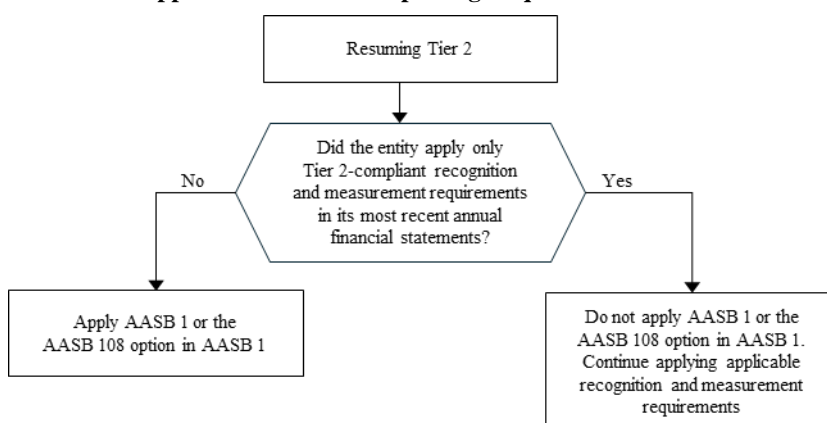 Resuming Tier 2
Did the entity apply only
Tier 2-compliant recognition
and measurement requirements
in its most recent annual
financial statements?
No
Yes
Apply AASB 1 or the
AASB 108 option in AASB 1
Do not apply AASB 1 or the
AASB 108 option in AASB 1.
Continue applying applicable
recognition and measurement
requirements